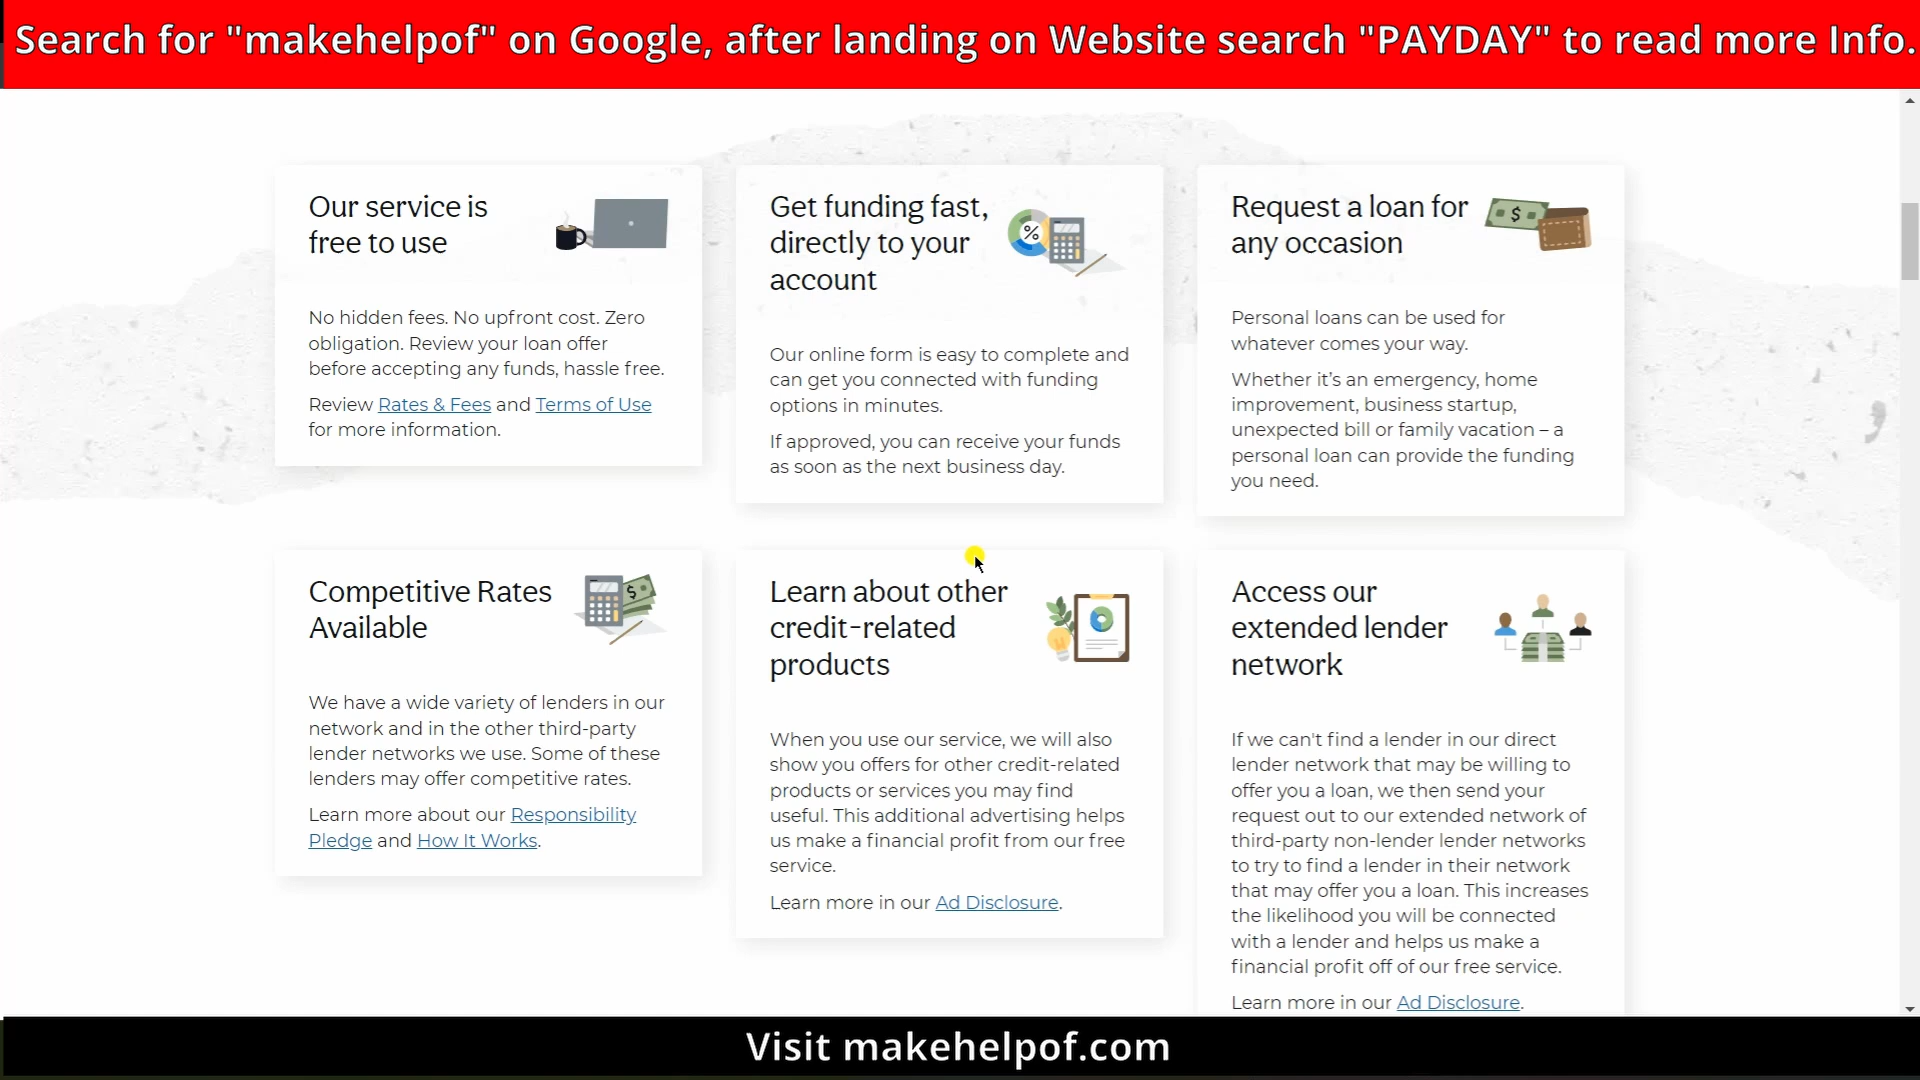 Search for "makehelpof" on Google, after landing on Website search "PAYDAY" to read more Info.
Our service is
free to use
No hidden fees. No upfront cost. Zero
obligation. Review your loan offer
before accepting any funds, hassle free.
Review Rates & Fees and Terms of Use
for more information.
Get funding fast,
directly to your
account
%
Our online form is easy to complete and
can get you connected with funding
options in minutes.
If approved, you can receive your funds
as soon as the next business day.
Request a loan for
any occasion
$
Personal loans can be used for
whatever comes your way.
Whether it’s an emergency, home
improvement, business startup,
unexpected bill or family vacation – a
personal loan can provide the funding
you need.
Competitive Rates
Available
$
We have a wide variety of lenders in our
network and in the other third-party
lender networks we use. Some of these
lenders may offer competitive rates.
Learn more about our Responsibility
Pledge and How It Works.
Learn about other
credit-related
products
When you use our service, we will also
show you offers for other credit-related
products or services you may find
useful. This additional advertising helps
us make a financial profit from our free
service.
Learn more in our Ad Disclosure.
Access our
extended lender
network
If we can't find a lender in our direct
lender network that may be willing to
offer you a loan, we then send your
request out to our extended network of
third-party non-lender lender networks
to try to find a lender in their network
that may offer you a loan. This increases
the likelihood you will be connected
with a lender and helps us make a
financial profit off of our free service.
Learn more in our Ad Disclosure.
Visit makehelpof.com